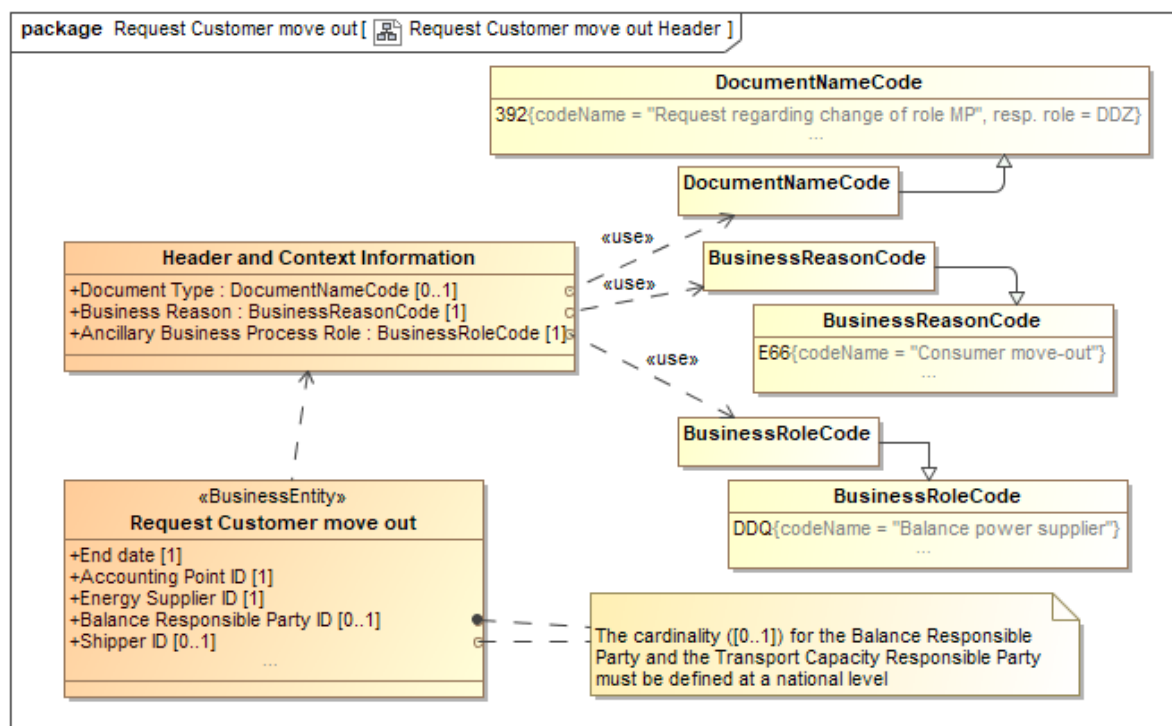 package Request Customer move out [ Request Customer move out Header ]
DocumentNameCode
392{codeName = "Request regarding change of role MP", resp. role = DDZ}
...
DocumentNameCode
«use»
Header and Context Information
+Document Type : DocumentNameCode [0..1]
+Business Reason : BusinessReasonCode [1]
+Ancillary Business Process Role : BusinessRoleCode [1]
«use»
BusinessReasonCode
BusinessReasonCode
E66{codeName = "Consumer move-out"}
...
«use»
BusinessRoleCode
BusinessRoleCode
DDQ{codeName = "Balance power supplier"}
...
«BusinessEntity»
Request Customer move out
+End date [1]
+Accounting Point ID [1]
+Energy Supplier ID [1]
+Balance Responsible Party ID [0..1]
+Shipper ID [0..1]
...
The cardinality ([0..1]) for the Balance Responsible
Party and the Transport Capacity Responsible Party
must be defined at a national level